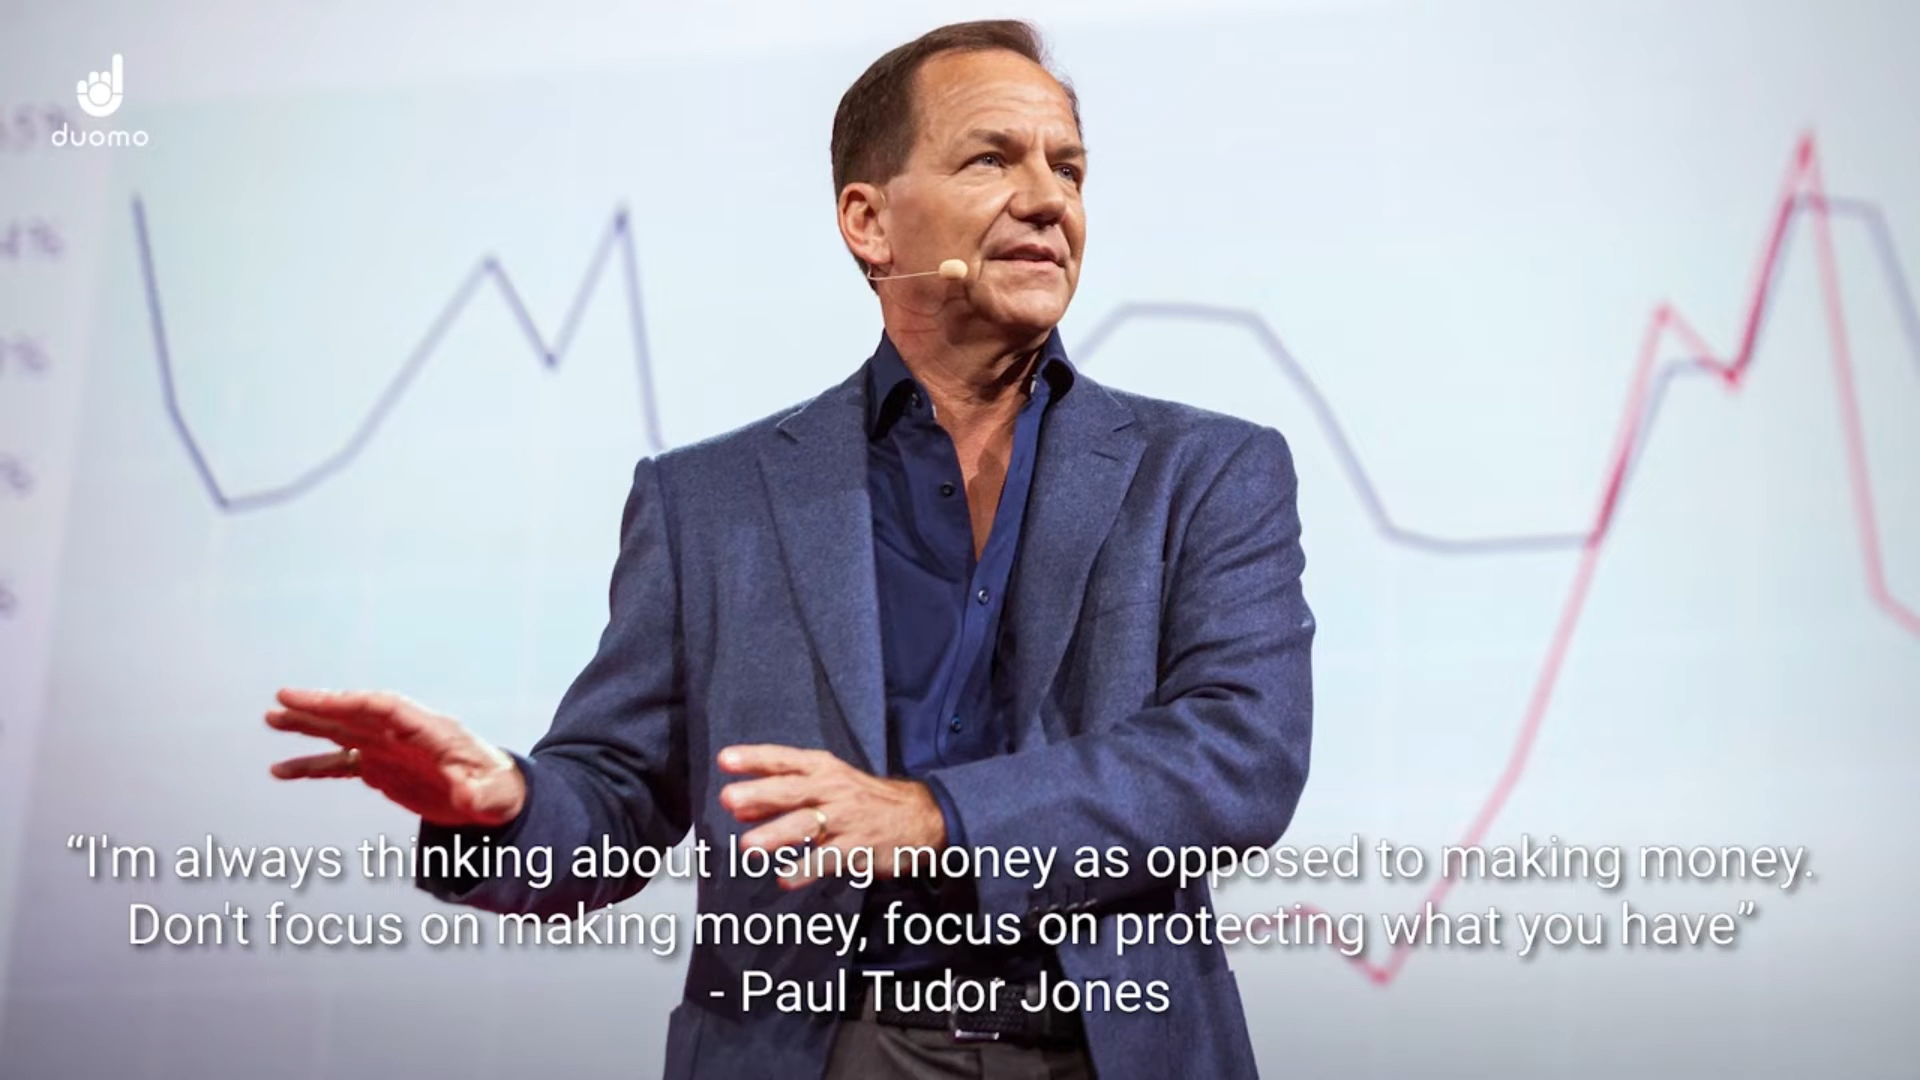 duomo
4%
“I'm always thinking about losing money as opposed to making money.
Don't focus on making money, focus on protecting what you have”
- Paul Tudor Jones